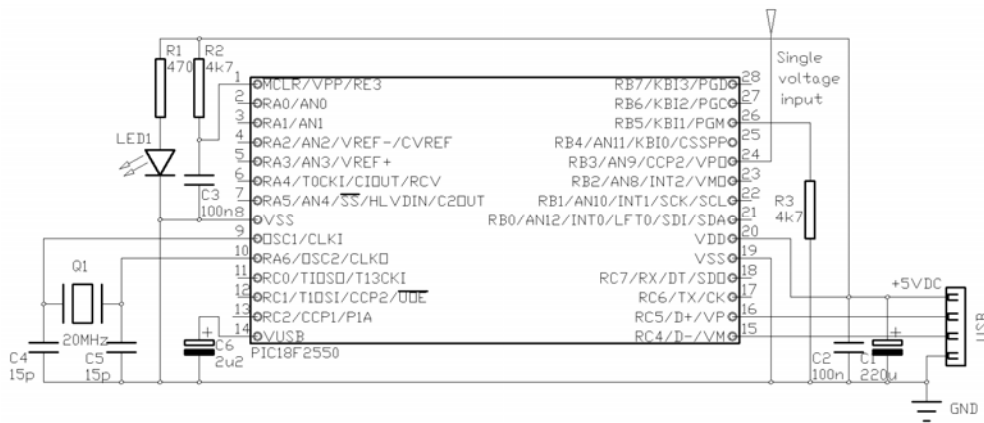 R1
470
R2
4k7
LED1
C3
100n
Q1
20MHz
C4
15p
C5
15p
C6
2u2
1 MCLR/VPP/RE3
2 RA0/AN0
3 RA1/AN1
4 RA2/AN2/VREF-/CVREF
5 RA3/AN3/VREF+
6 RA4/T0CKI/C1OUT/RCV
7 RA5/AN4/SS/HLVDIN/C2OUT
8 VSS
9 OSC1/CLKI
10 RA6/OSC2/CLKO
11 RC0/T1OSO/T13CKI
12 RC1/T1OSI/CCP2/UOE
13 RC2/CCP1/P1A
14 VUSB
PIC18F2550
RB7/KBI3/PGD 28
RB6/KBI2/PGC 27
RB5/KBI1/PGM 26
RB4/AN11/KBI0/CSSPP 25
RB3/AN9/CCP2/VPO 24
RB2/AN8/INT2/VMO 23
RB1/AN10/INT1/SCK/SCL 22
RB0/AN12/INT0/LFT0/SDI/SDA 21
VDD 20
VSS 19
RC7/RX/DT/SDO 18
RC6/TX/CK 17
RC5/D+/VP 16
RC4/D-/VM 15
Single
voltage
input
R3
4k7
+5VDC
USB
C2
100n
C1
220u
GND